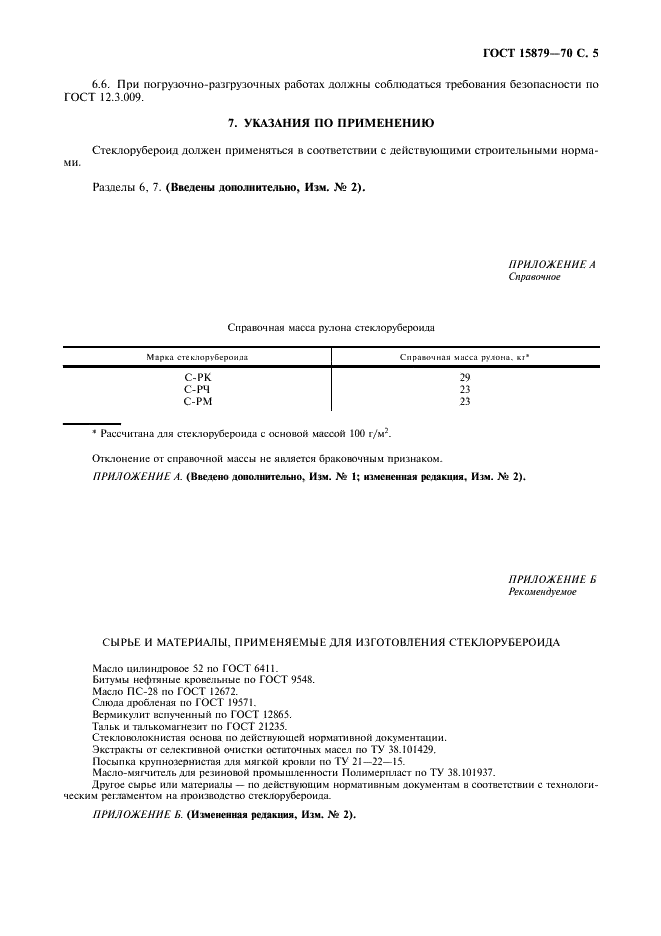 ГОСТ 15879—70 С. 5
6.6. При погрузочно-разгрузочных работах должны соблюдаться требования безопасности по
ГОСТ 12.3.009.
7. УКАЗАНИЯ ПО ПРИМЕНЕНИЮ
Стеклорубероид должен применяться в соответствии с действующими строительными норма-
ми.
Разделы 6, 7. (Введены дополнительно, Изм. № 2).
ПРИЛОЖЕНИЕ А
Справочное
Справочная масса рулона стеклорубероида
Марка стеклорубероида Справочная масса рулона, кг*
С-РК 29
С-РЧ 23
С-РМ 23
* Рассчитана для стеклорубероида с основой массой 100 г/м².
Отклонение от справочной массы не является браковочным признаком.
ПРИЛОЖЕНИЕ А. (Введено дополнительно, Изм. № 1; измененная редакция, Изм. № 2).
ПРИЛОЖЕНИЕ Б
Рекомендуемое
СЫРЬЕ И МАТЕРИАЛЫ, ПРИМЕНЯЕМЫЕ ДЛЯ ИЗГОТОВЛЕНИЯ СТЕКЛОРУБЕРОИДА
Масло цилиндровое 52 по ГОСТ 6411.
Битумы нефтяные кровельные по ГОСТ 9548.
Масло ПС-28 по ГОСТ 12672.
Слюда дробленая по ГОСТ 19571.
Вермикулит вспученный по ГОСТ 12865.
Тальк и талькомагнезит по ГОСТ 21235.
Стекловолокнистая основа по действующей нормативной документации.
Экстракты от селективной очистки остаточных масел по ТУ 38.101429.
Посыпка крупнозернистая для мягкой кровли по ТУ 21—22—15.
Масло-мягчитель для резиновой промышленности Полимерпласт по ТУ 38.101937.
Другое сырье или материалы — по действующим нормативным документам в соответствии с технологи-
ческим регламентом на производство стеклорубероида.
ПРИЛОЖЕНИЕ Б. (Измененная редакция, Изм. № 2).